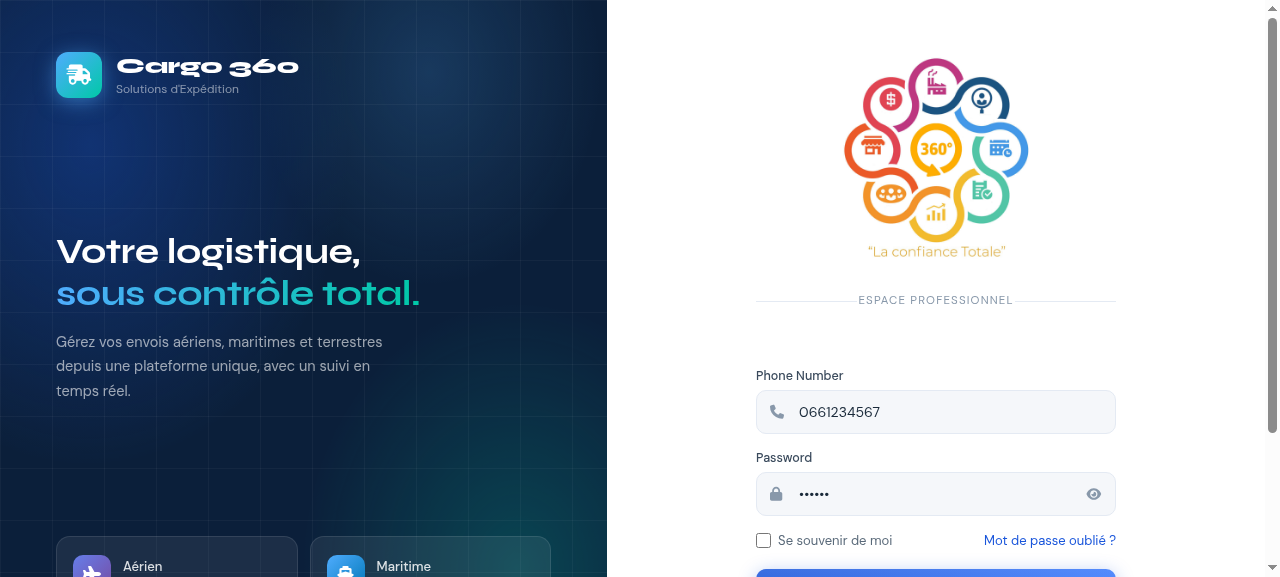 Cargo 360
Solutions d'Expédition
Votre logistique,
sous contrôle total.
Gérez vos envois aériens, maritimes et terrestres
depuis une plateforme unique, avec un suivi en
temps réel.
Aérien
Maritime
360°
"La confiance Totale"
ESPACE PROFESSIONNEL
Phone Number
0661234567
Password
••••••
Se souvenir de moi
Mot de passe oublié ?